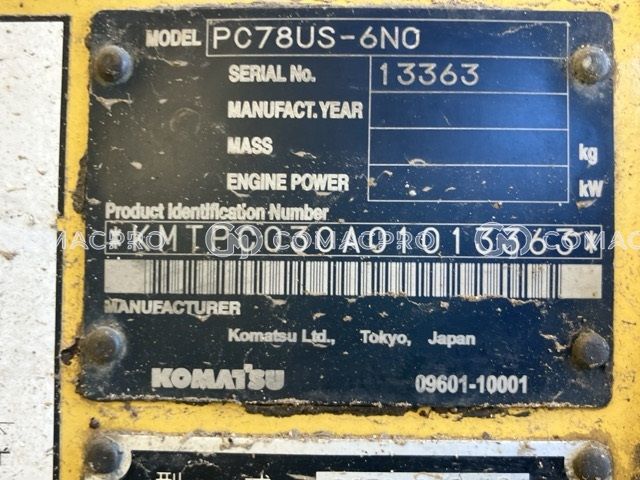 MODEL PC78US-6N0
SERIAL No. 13363
MANUFACT. YEAR
MASS kg
ENGINE POWER kW
Product Identification Number
*KMTPC030A01013363*
MANUFACTURER
Komatsu Ltd., Tokyo, Japan
KOMATSU 09601-10001